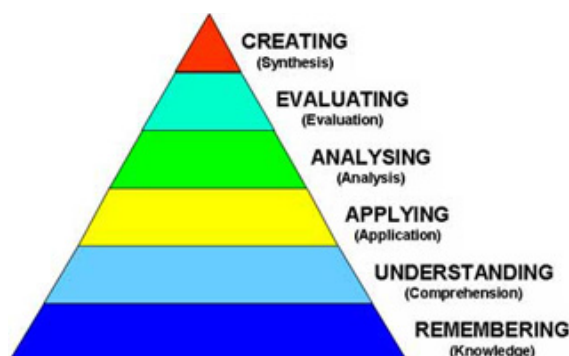 CREATING
(Synthesis)
EVALUATING
(Evaluation)
ANALYSING
(Analysis)
APPLYING
(Application)
UNDERSTANDING
(Comprehension)
REMEMBERING
(Knowledge)